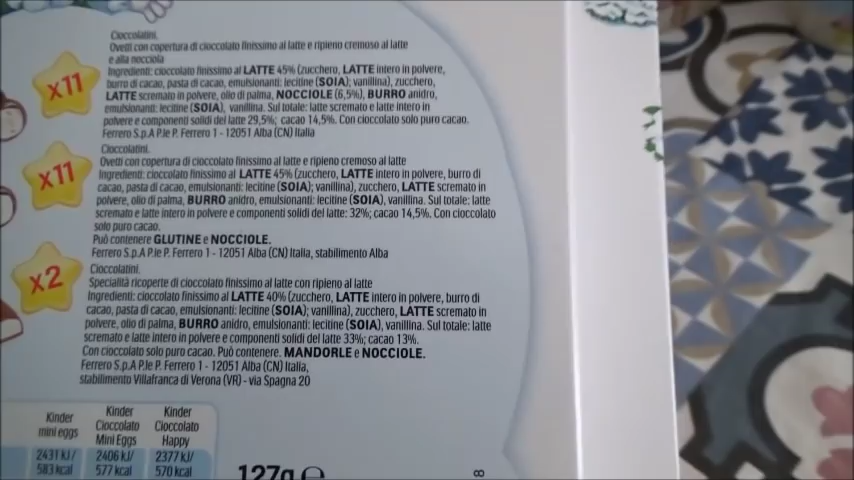 Cioccolatini.
Ovetti con copertura di cioccolato finissimo al latte e ripieno cremoso al latte
e alla nocciola
x11
Ingredienti: cioccolato finissimo al LATTE 45% (zucchero, LATTE intero in polvere,
burro di cacao, pasta di cacao, emulsionanti: lecitine (SOIA); vanillina), zucchero,
LATTE scremato in polvere, olio di palma, NOCCIOLE (6,5%), BURRO anidro,
emulsionanti: lecitine (SOIA), vanillina. Sul totale: latte scremato e latte intero in
polvere e componenti solidi del latte 29,5%; cacao 14,5%. Con cioccolato solo puro cacao.
Ferrero S.p.A P.le P. Ferrero 1 - 12051 Alba (CN) Italia
Cioccolatini.
Ovetti con copertura di cioccolato finissimo al latte e ripieno cremoso al latte
x11
Ingredienti: cioccolato finissimo al LATTE 45% (zucchero, LATTE intero in polvere, burro di
cacao, pasta di cacao, emulsionanti: lecitine (SOIA); vanillina), zucchero, LATTE scremato in
polvere, olio di palma, BURRO anidro, emulsionanti: lecitine (SOIA), vanillina. Sul totale: latte
scremato e latte intero in polvere e componenti solidi del latte: 32%; cacao 14,5%. Con cioccolato
solo puro cacao.
Può contenere GLUTINE e NOCCIOLE.
Ferrero S.p.A P.le P. Ferrero 1 - 12051 Alba (CN) Italia, stabilimento Alba
Cioccolatini.
x2
Specialità ricoperte di cioccolato finissimo al latte con ripieno al latte
Ingredienti: cioccolato finissimo al LATTE 40% (zucchero, LATTE intero in polvere, burro di
cacao, pasta di cacao, emulsionanti: lecitine (SOIA); vanillina), zucchero, LATTE scremato in
polvere, olio di palma, BURRO anidro, emulsionanti: lecitine (SOIA), vanillina. Sul totale: latte
scremato e latte intero in polvere e componenti solidi del latte 33%; cacao 13%.
Con cioccolato solo puro cacao. Può contenere: MANDORLE e NOCCIOLE.
Ferrero S.p.A P.le P. Ferrero 1 - 12051 Alba (CN) Italia,
stabilimento Villafranca di Verona (VR) - via Spagna 20
Kinder mini eggs
Kinder Cioccolato Mini Eggs
Kinder Cioccolato Happy
2431 kJ/ 583 kcal
2406 kJ/ 577 kcal
2377 kJ/ 570 kcal
127g e
8